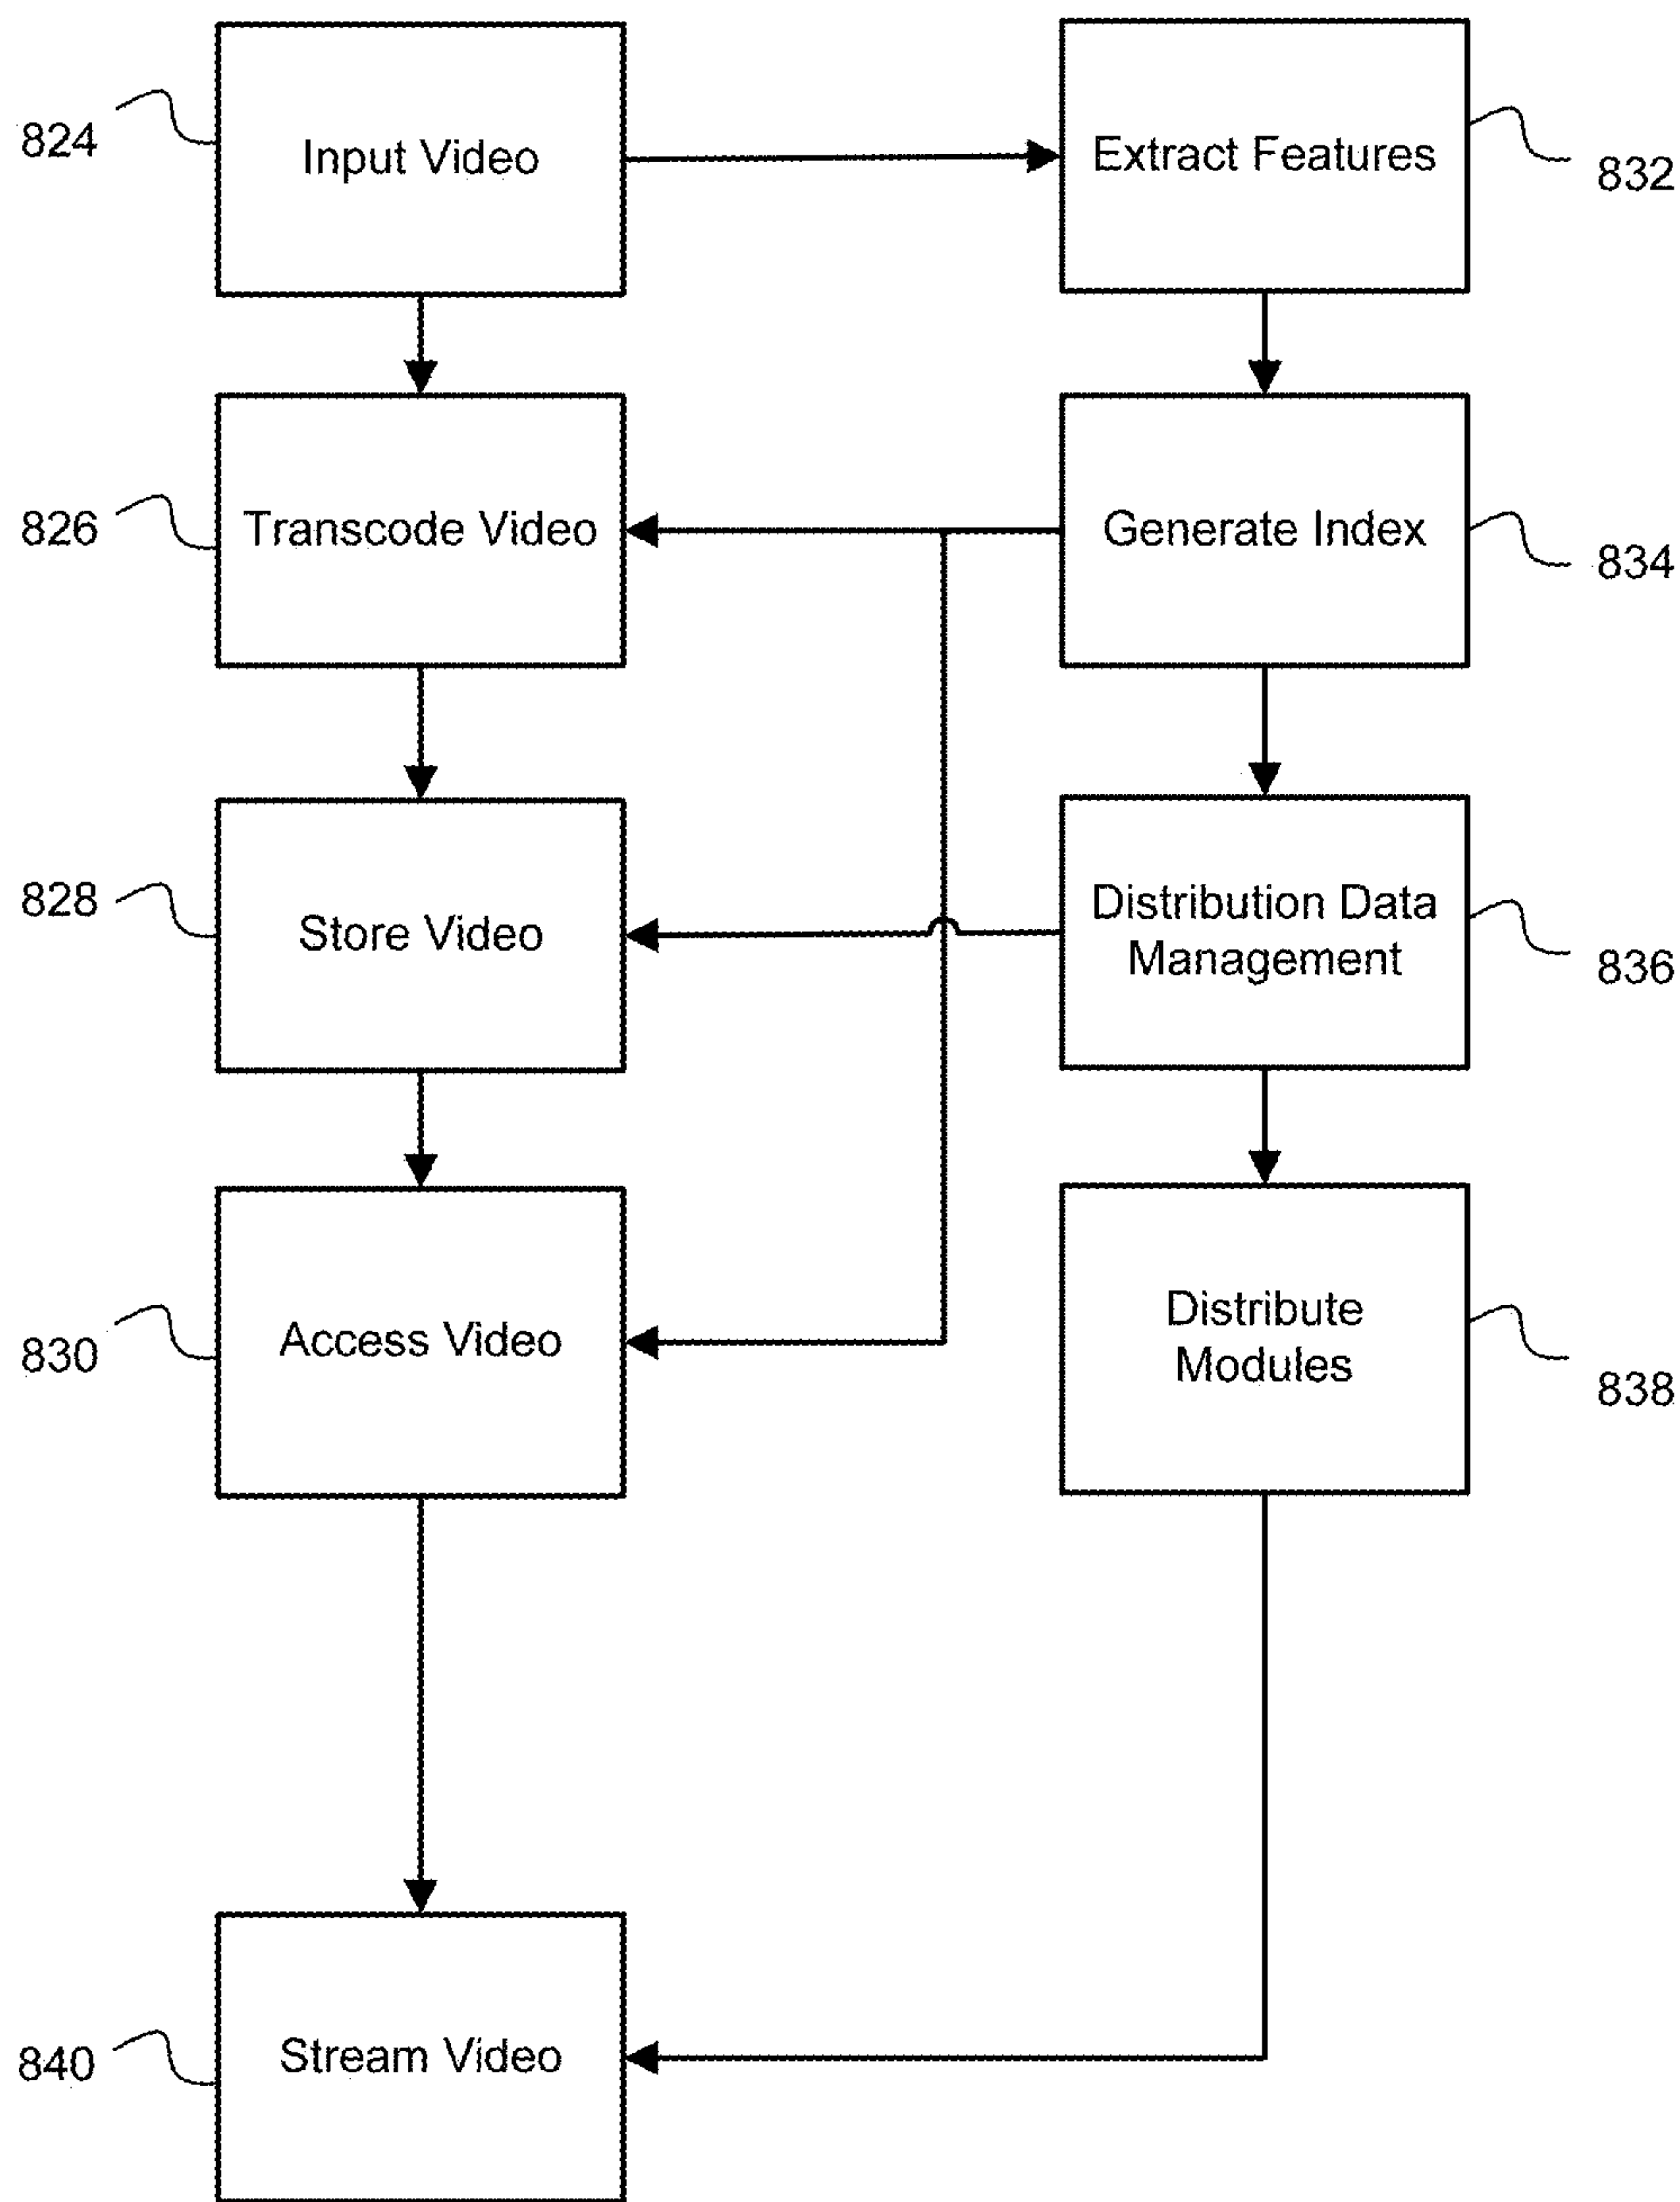 824
Input Video
Extract Features
832
826
Transcode Video
Generate Index
834
828
Store Video
Distribution Data
Management
836
830
Access Video
Distribute
Modules
838
840
Stream Video